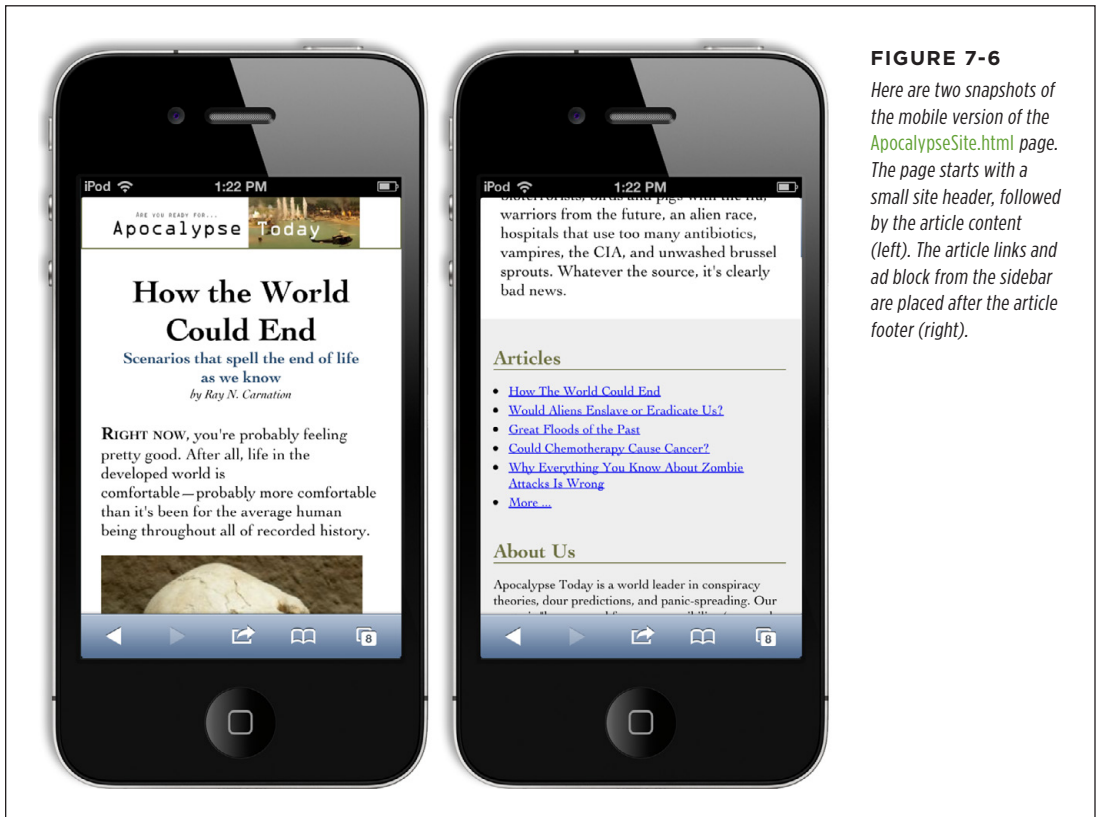 iPod 1:22 PM
ARE YOU READY FOR...
Apocalypse Today
How the World
Could End
Scenarios that spell the end of life
as we know
by Ray N. Carnation
RIGHT NOW, you're probably feeling
pretty good. After all, life in the
developed world is
comfortable—probably more comfortable
than it's been for the average human
being throughout all of recorded history.
8
iPod 1:22 PM
bioterrorists, birds and pigs with the flu,
warriors from the future, an alien race,
hospitals that use too many antibiotics,
vampires, the CIA, and unwashed brussel
sprouts. Whatever the source, it's clearly
bad news.
Articles
• How The World Could End
• Would Aliens Enslave or Eradicate Us?
• Great Floods of the Past
• Could Chemotherapy Cause Cancer?
• Why Everything You Know About Zombie
Attacks Is Wrong
• More ...
About Us
Apocalypse Today is a world leader in conspiracy
theories, dour predictions, and panic-spreading. Our
8
FIGURE 7-6
Here are two snapshots of
the mobile version of the
ApocalypseSite.html page.
The page starts with a
small site header, followed
by the article content
(left). The article links and
ad block from the sidebar
are placed after the article
footer (right).